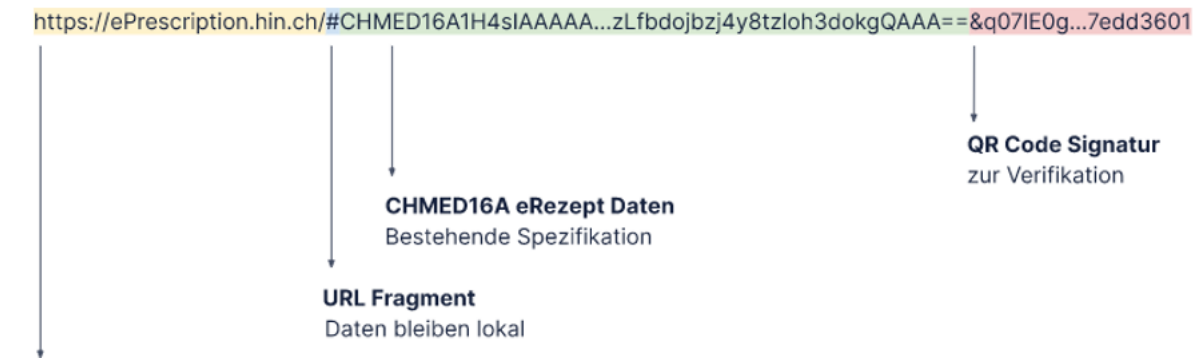 https://ePrescription.hin.ch/#CHMED16A1H4sIAAAAA...zLfbdojbzj4y8tzloh3dokgQAAA==&q07lE0g...7edd3601
QR Code Signatur
zur Verifikation
CHMED16A eRezept Daten
Bestehende Spezifikation
URL Fragment
Daten bleiben lokal